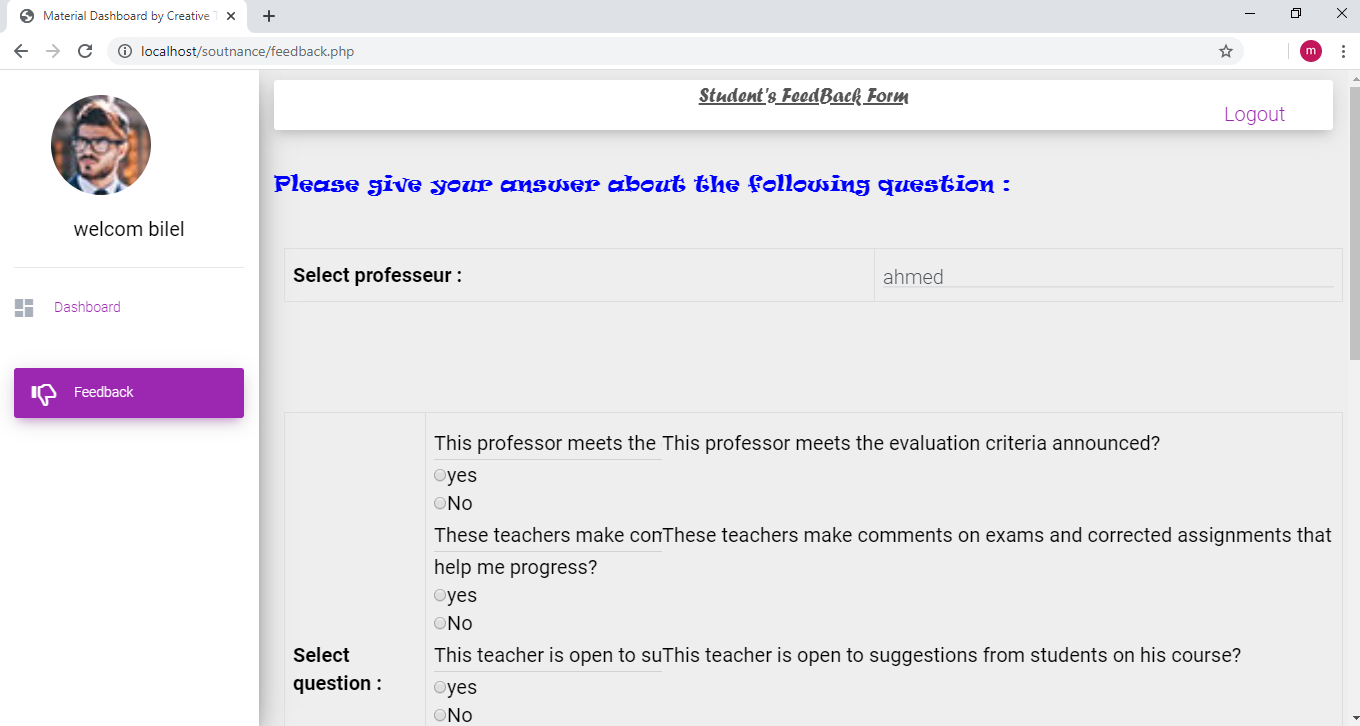 Material Dashboard by Creative T
localhost/soutnance/feedback.php
m
Student's FeedBack Form
Logout
welcom bilel
Dashboard
Feedback
Please give your answer about the following question :
Select professeur :
ahmed
Select
question :
This professor meets the This professor meets the evaluation criteria announced?
yes
No
These teachers make com These teachers make comments on exams and corrected assignments that
help me progress?
yes
No
This teacher is open to su This teacher is open to suggestions from students on his course?
yes
No